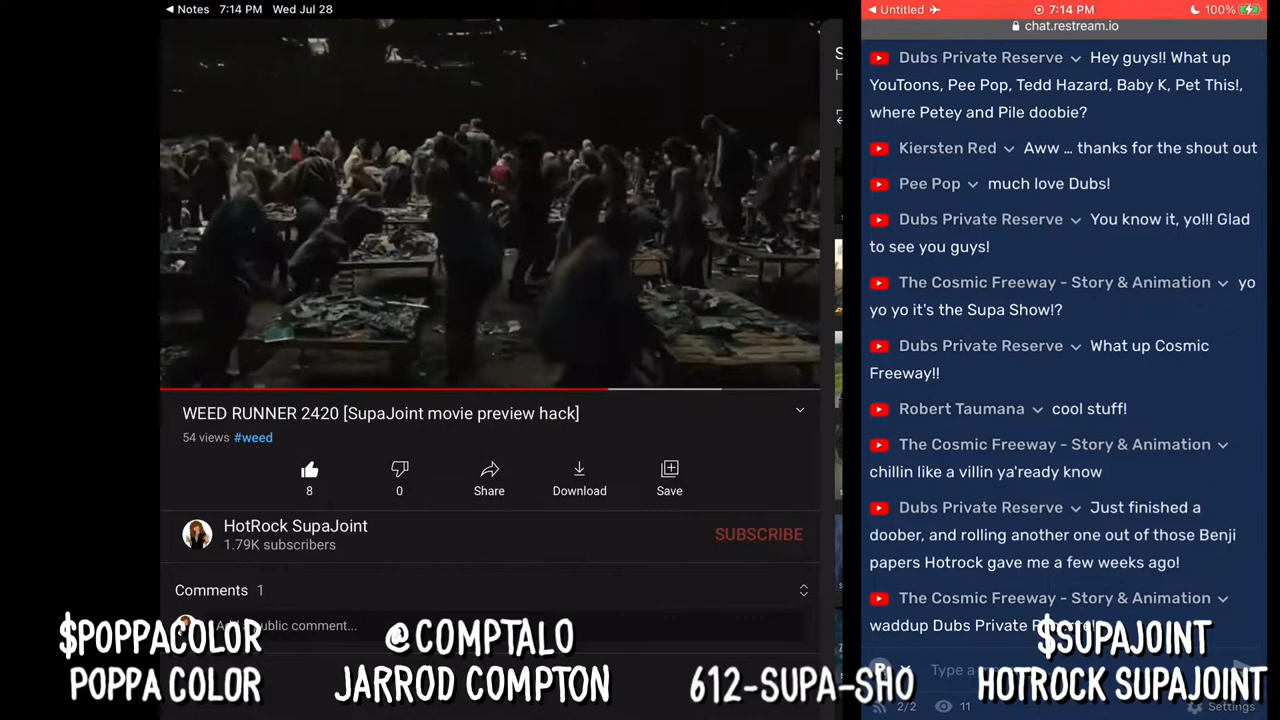 Notes 7:14 PM Wed Jul 28
Untitled 7:14 PM 100%
chat.restream.io
WEED RUNNER 2420 [SupaJoint movie preview hack]
54 views #weed
8
0
Share
Download
Save
HotRock SupaJoint
1.79K subscribers
SUBSCRIBE
Comments 1
public comment...
Dubs Private Reserve Hey guys!! What up
YouToons, Pee Pop, Tedd Hazard, Baby K, Pet This!,
where Petey and Pile doobie?
Kiersten Red Aww … thanks for the shout out
Pee Pop much love Dubs!
Dubs Private Reserve You know it, yo!!! Glad
to see you guys!
The Cosmic Freeway - Story & Animation yo
yo yo it's the Supa Show!?
Dubs Private Reserve What up Cosmic
Freeway!!
Robert Taumana cool stuff!
The Cosmic Freeway - Story & Animation
chillin like a villin ya'ready know
Dubs Private Reserve Just finished a
doober, and rolling another one out of those Benji
papers Hotrock gave me a few weeks ago!
The Cosmic Freeway - Story & Animation
waddup Dubs Private
Type a
2/2 11 Settings
$POPPACOLOR
POPPA COLOR
@COMPTALO
JARROD COMPTON
612-SUPA-SHO
$SUPAJOINT
HOTROCK SUPAJOINT